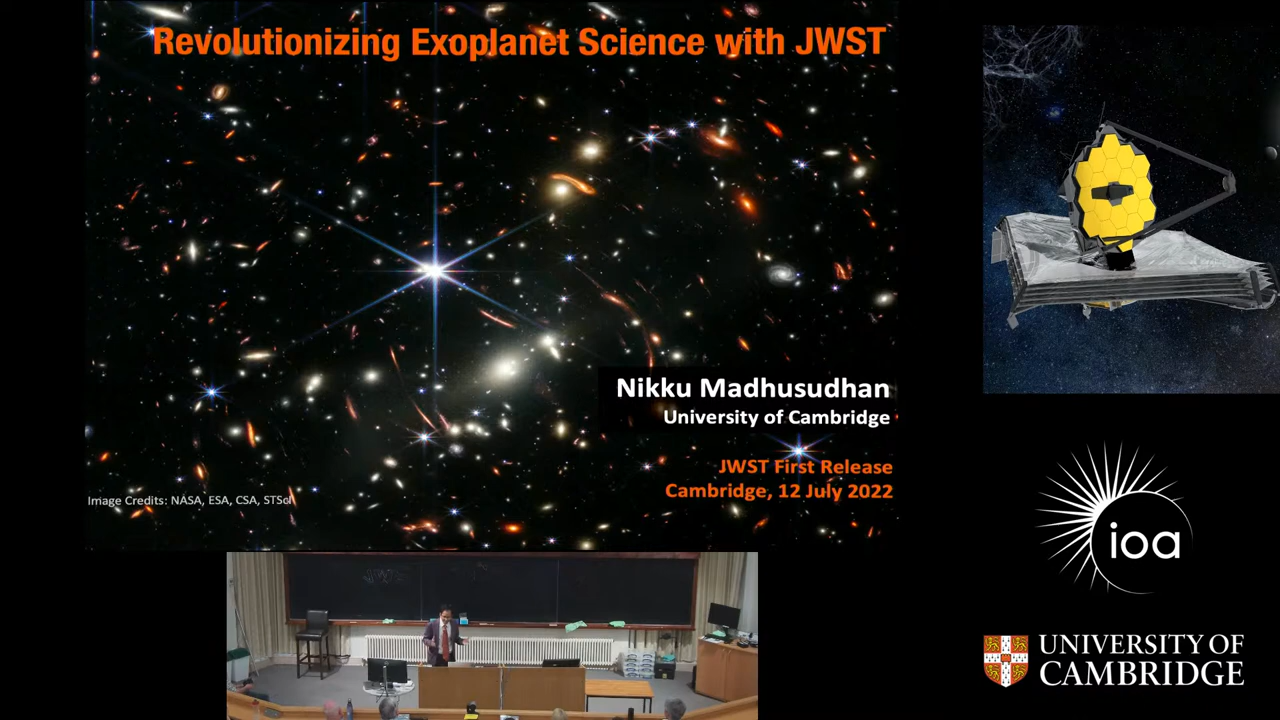 Revolutionizing Exoplanet Science with JWST
Nikku Madhusudhan
University of Cambridge
JWST First Release
Cambridge, 12 July 2022
Image Credits: NASA, ESA, CSA, STScI
ioa
UNIVERSITY OF
CAMBRIDGE